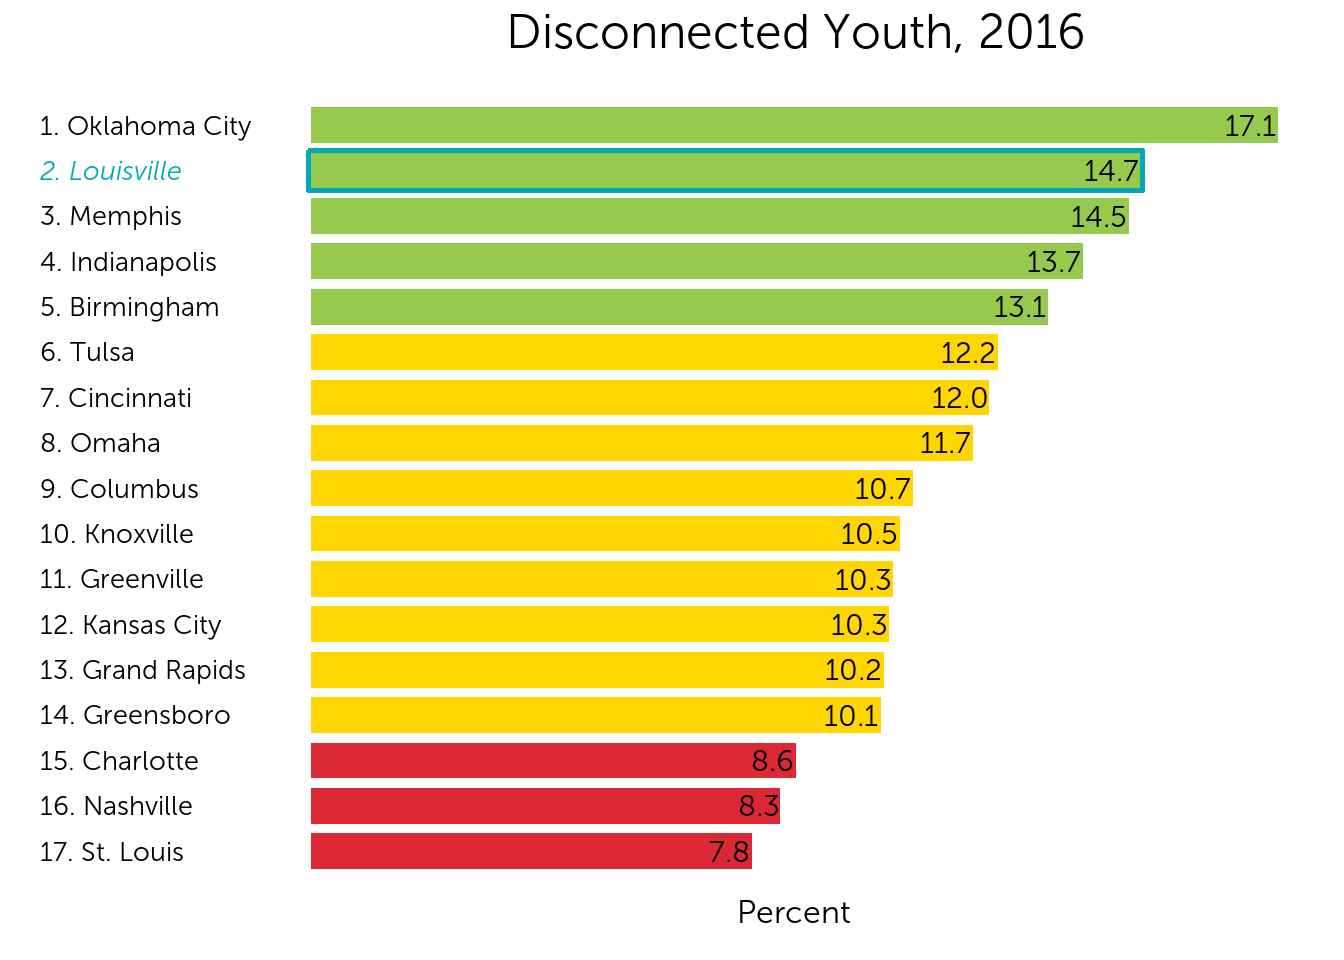 Disconnected Youth, 2016
1. Oklahoma City 17.1
2. Louisville 14.7
3. Memphis 14.5
4. Indianapolis 13.7
5. Birmingham 13.1
6. Tulsa 12.2
7. Cincinnati 12.0
8. Omaha 11.7
9. Columbus 10.7
10. Knoxville 10.5
11. Greenville 10.3
12. Kansas City 10.3
13. Grand Rapids 10.2
14. Greensboro 10.1
15. Charlotte 8.6
16. Nashville 8.3
17. St. Louis 7.8
Percent